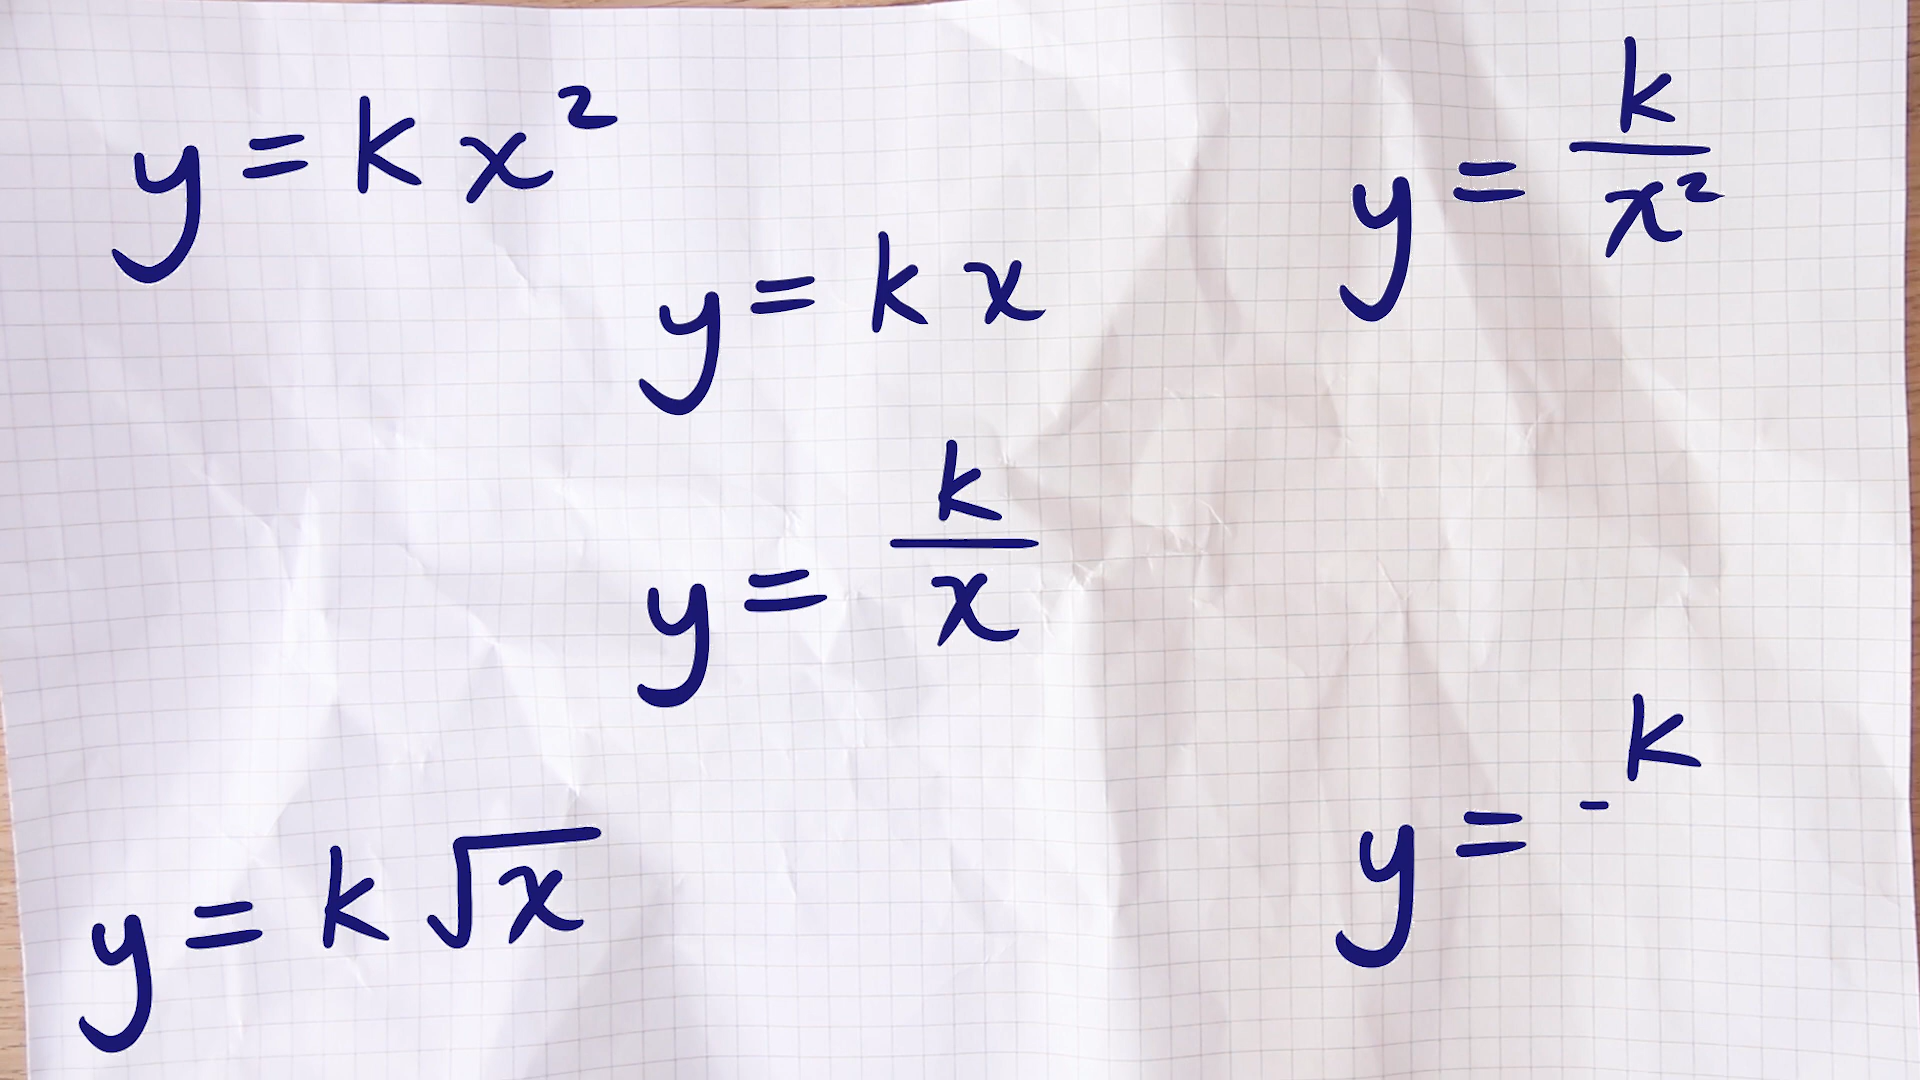 y = kx²
y = k/x²
y = kx
y = k/x
y = k
y = k√x